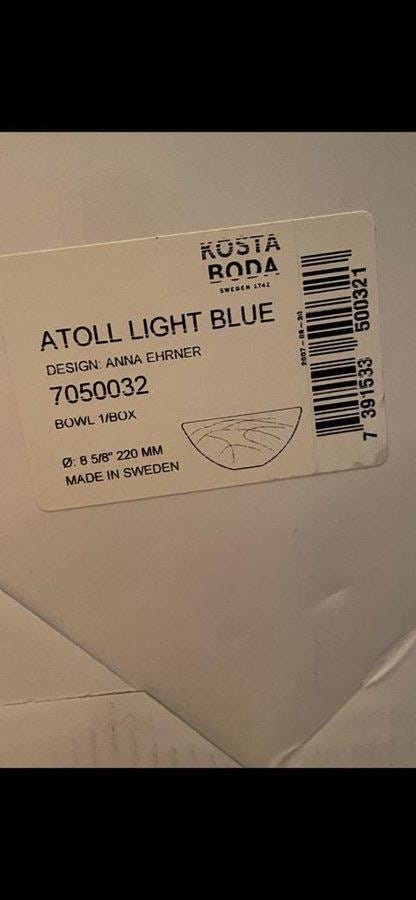 KOSTA
BODA
SWEDEN 1742
ATOLL LIGHT BLUE
DESIGN: ANNA EHRNER
7050032
BOWL 1/BOX
Ø: 8 5/8" 220 MM
MADE IN SWEDEN
7 391533 500321